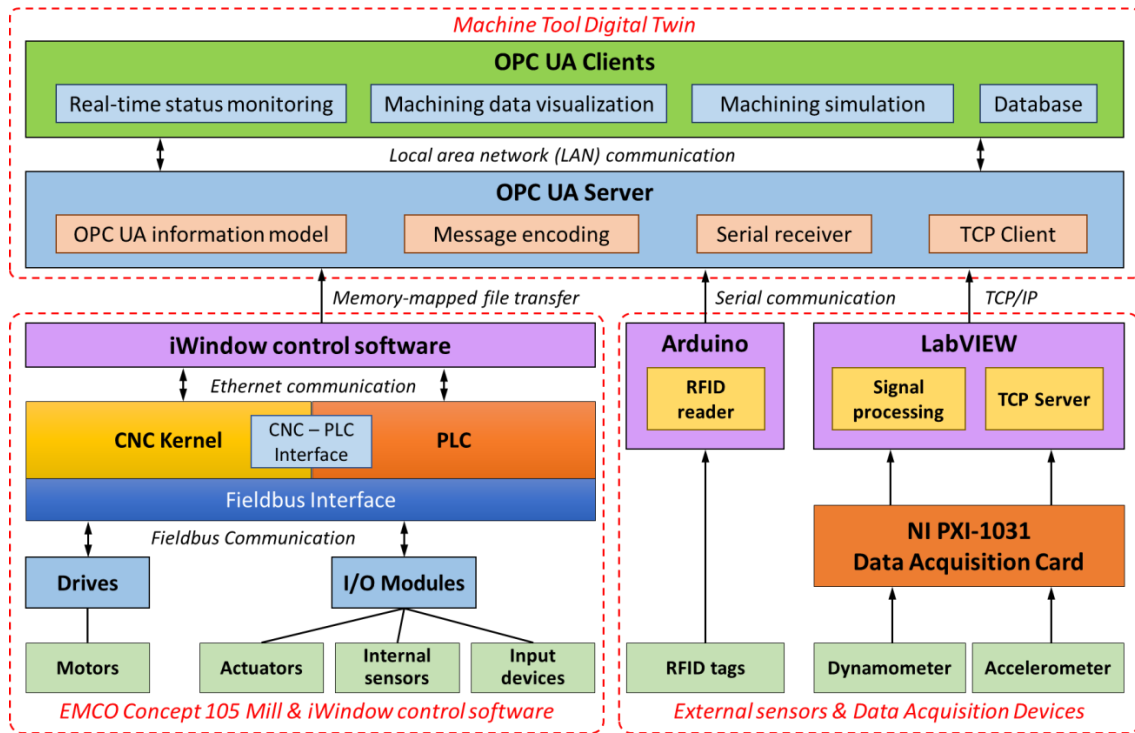 Machine Tool Digital Twin
OPC UA Clients
Real-time status monitoring
Machining data visualization
Machining simulation
Database
Local area network (LAN) communication
OPC UA Server
OPC UA information model
Message encoding
Serial receiver
TCP Client
Memory-mapped file transfer
Serial communication
TCP/IP
iWindow control software
Ethernet communication
CNC Kernel
CNC – PLC
Interface
PLC
Fieldbus Interface
Fieldbus Communication
Drives
I/O Modules
Motors
Actuators
Internal
sensors
Input
devices
EMCO Concept 105 Mill & iWindow control software
Arduino
RFID
reader
LabVIEW
Signal
processing
TCP Server
NI PXI-1031
Data Acquisition Card
RFID tags
Dynamometer
Accelerometer
External sensors & Data Acquisition Devices